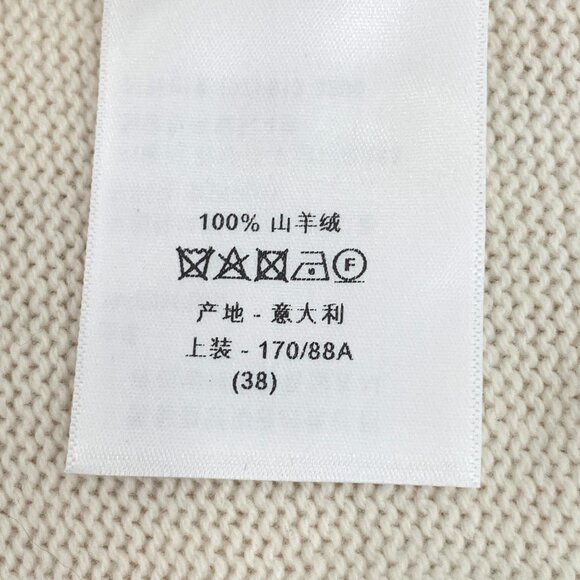 100% 山羊绒
F
产地 - 意大利
上装 - 170/88A
(38)